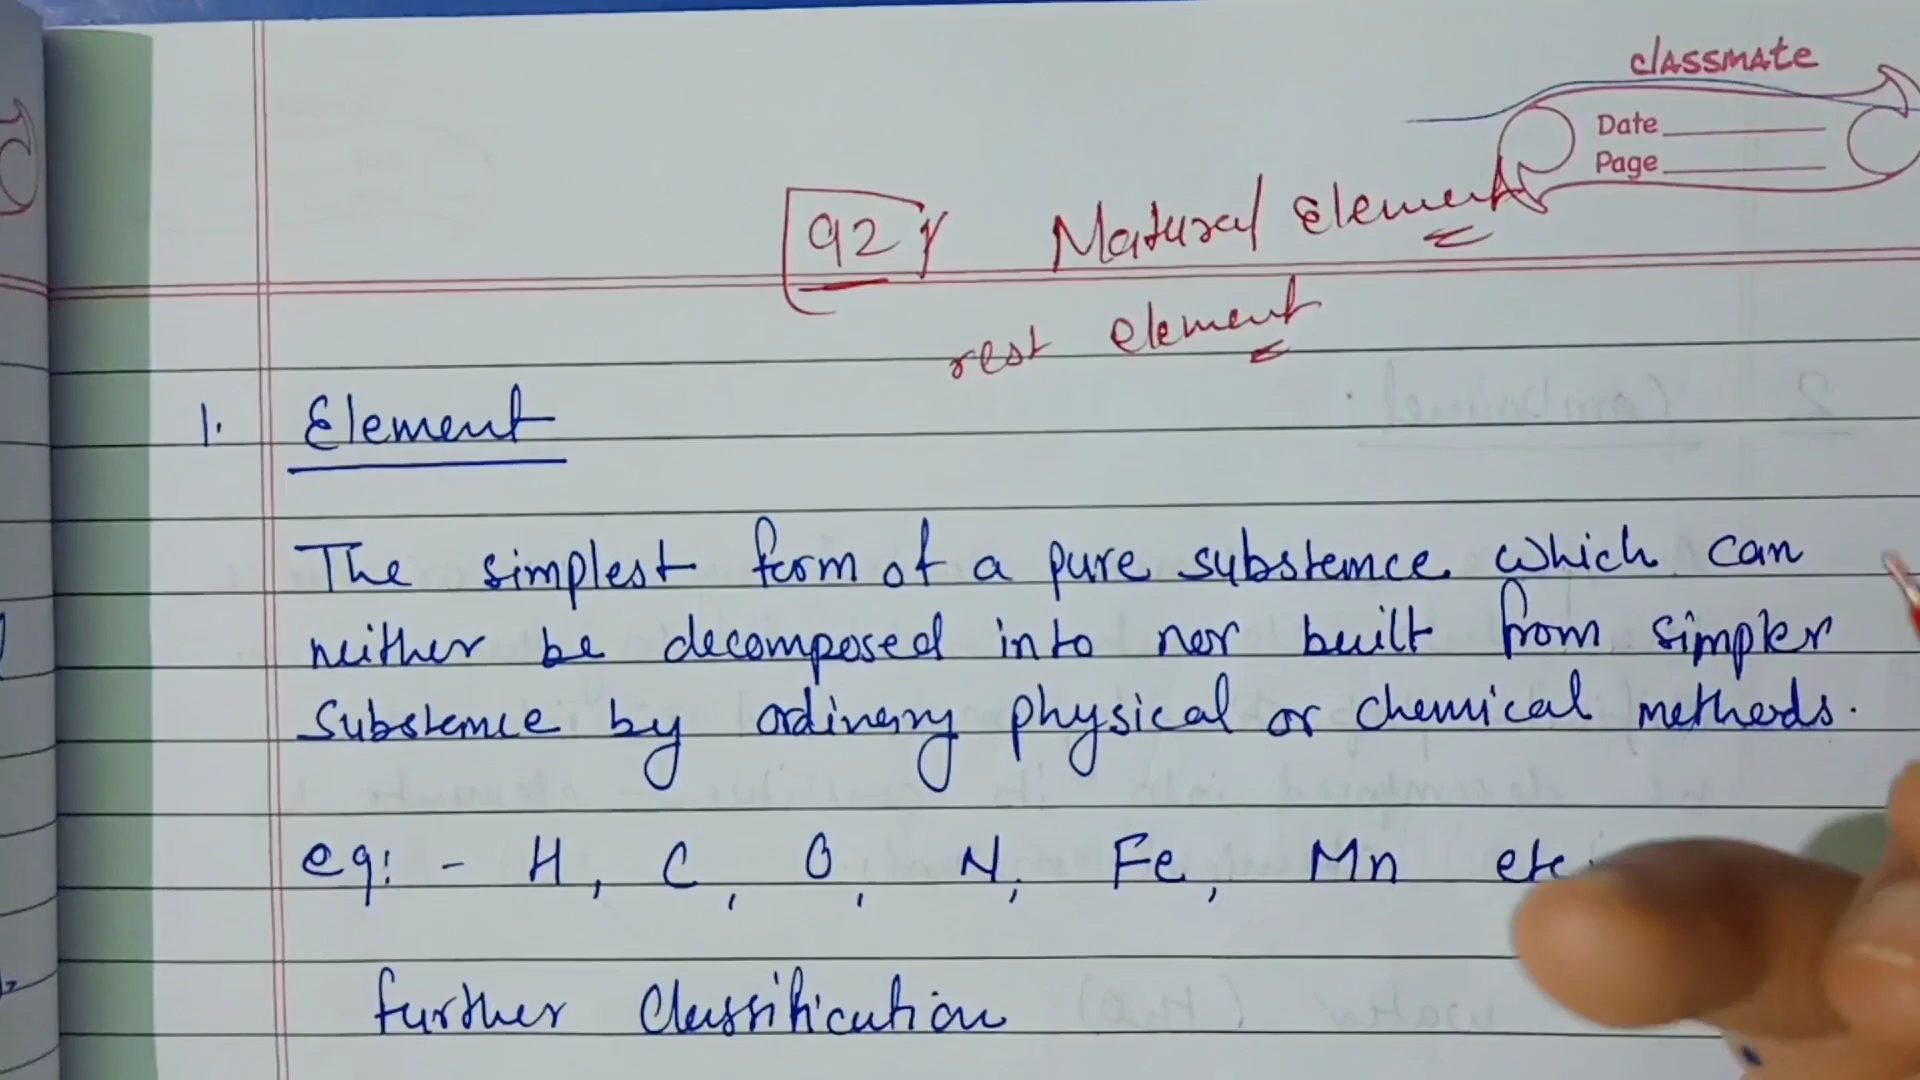 classmate
Date
Page
92 Natural Element
rest element
1. Element
The simplest form of a pure substance which can
neither be decomposed into nor built from simpler
substance by ordinary physical or chemical methods.
eg:- H, C, O, N, Fe, Mn etc.
further Classification